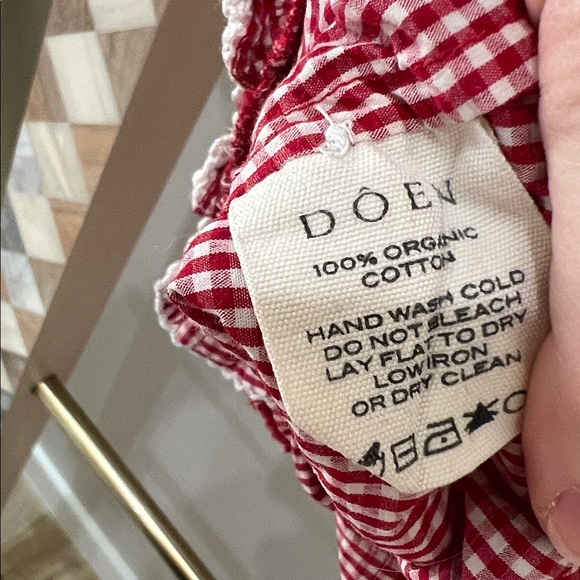 DÔEN
100% ORGANIC
COTTON
HAND WASH COLD
DO NOT BLEACH
LAY FLAT TO DRY
LOW IRON
OR DRY CLEAN